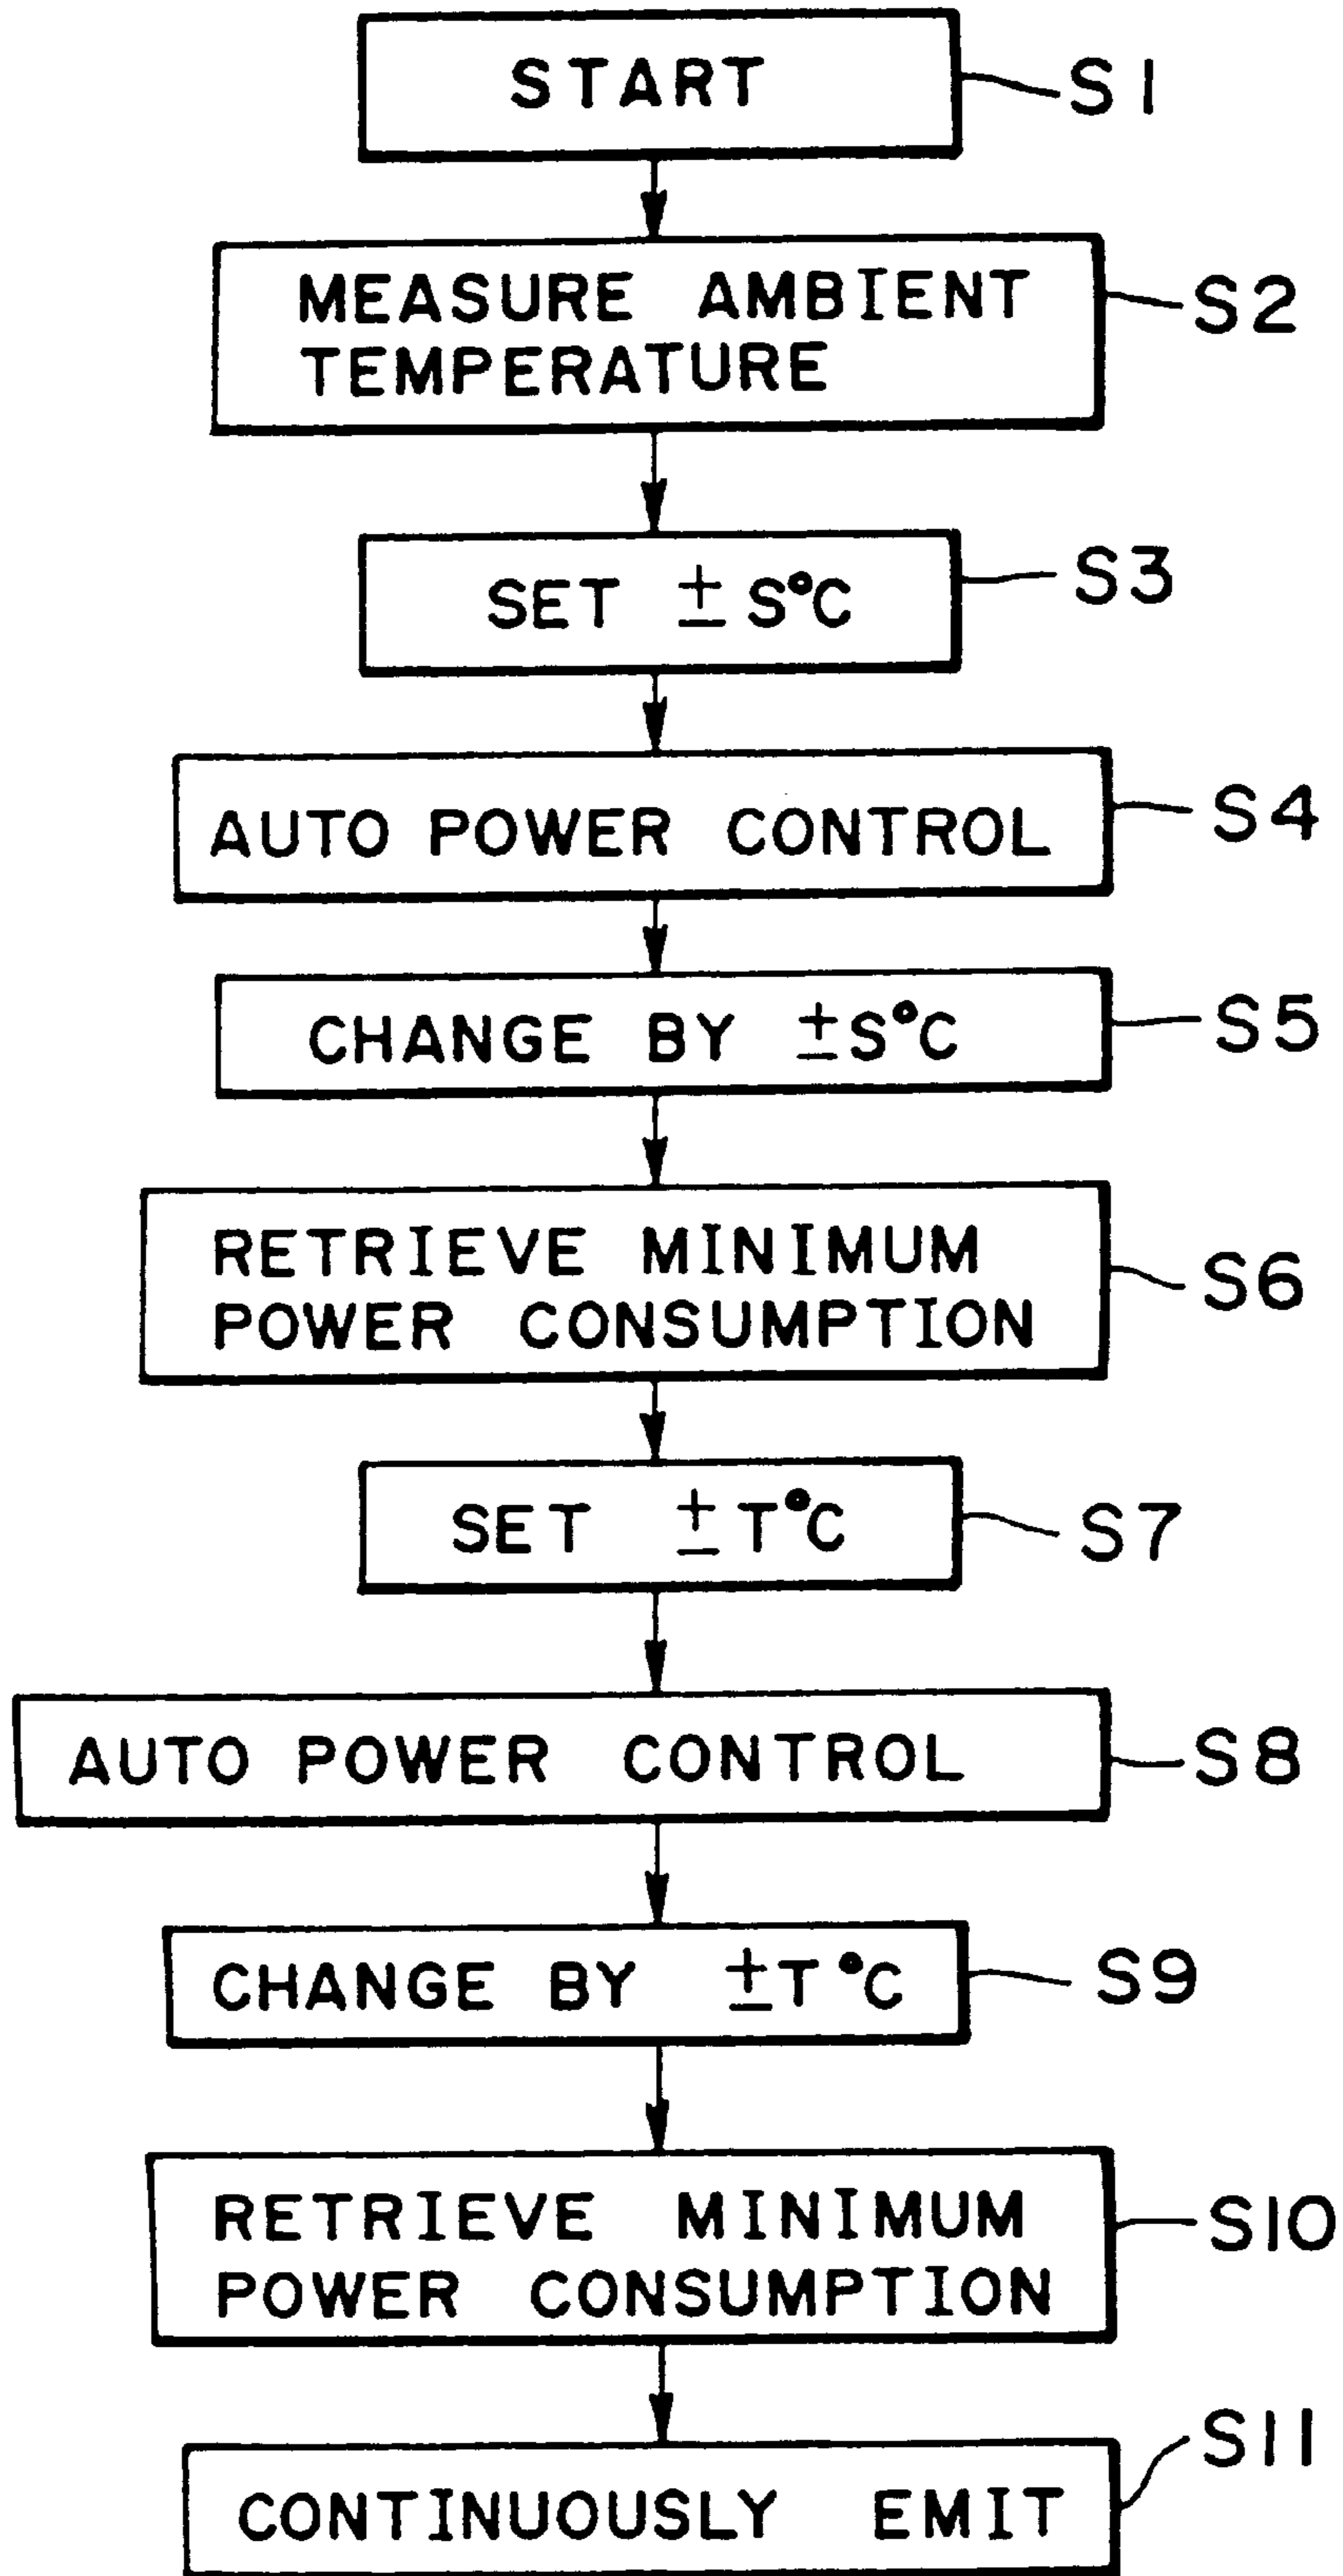 START
S1
MEASURE AMBIENT
TEMPERATURE
S2
SET ±S°C
S3
AUTO POWER CONTROL
S4
CHANGE BY ±S°C
S5
RETRIEVE MINIMUM
POWER CONSUMPTION
S6
SET ±T°C
S7
AUTO POWER CONTROL
S8
CHANGE BY ±T°C
S9
RETRIEVE MINIMUM
POWER CONSUMPTION
S10
CONTINUOUSLY EMIT
S11